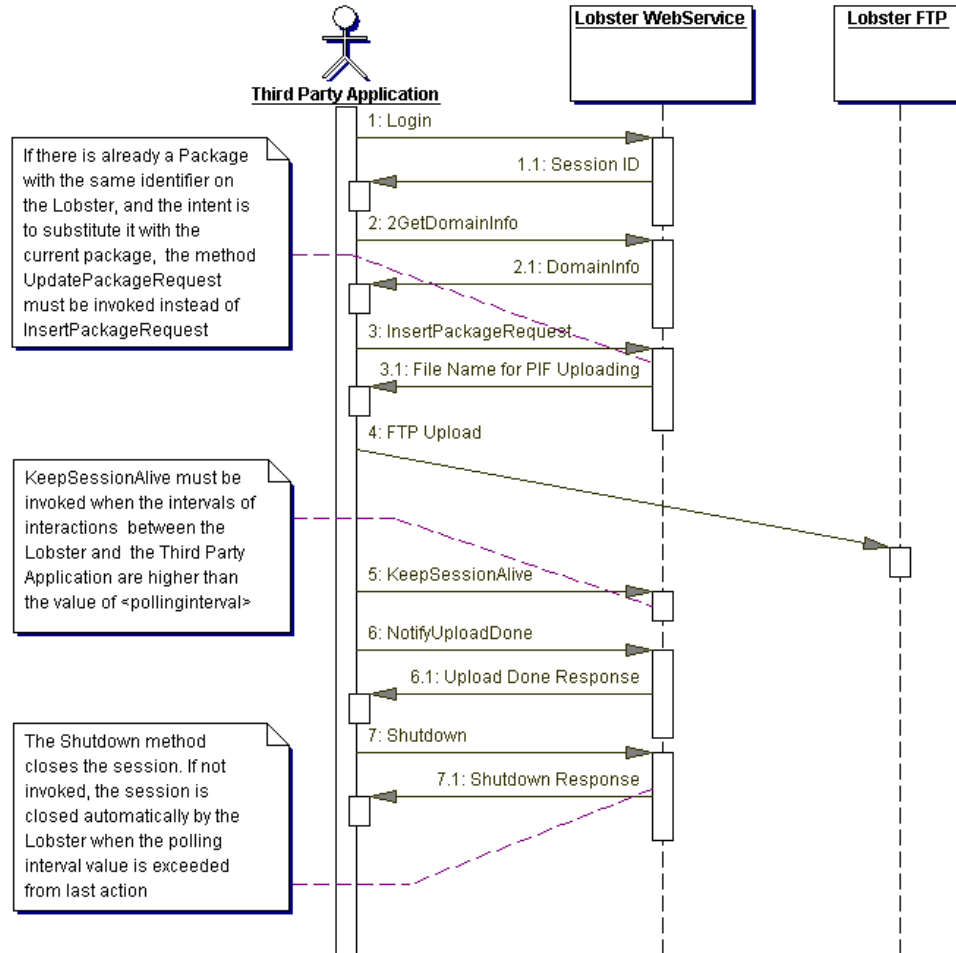 Lobster WebService
Lobster FTP
Third Party Application
1: Login
1.1: Session ID
If there is already a Package
with the same identifier on
the Lobster, and the intent is
to substitute it with the
current package, the method
UpdatePackageRequest
must be invoked instead of
InsertPackageRequest
2: 2GetDomainInfo
2.1: DomainInfo
3: InsertPackageRequest
3.1: File Name for PIF Uploading
4: FTP Upload
KeepSessionAlive must be
invoked when the intervals of
interactions between the
Lobster and the Third Party
Application are higher than
the value of <pollinginterval>
5: KeepSessionAlive
6: NotifyUploadDone
6.1: Upload Done Response
7: Shutdown
7.1: Shutdown Response
The Shutdown method
closes the session. If not
invoked, the session is
closed automatically by the
Lobster when the polling
interval value is exceeded
from last action